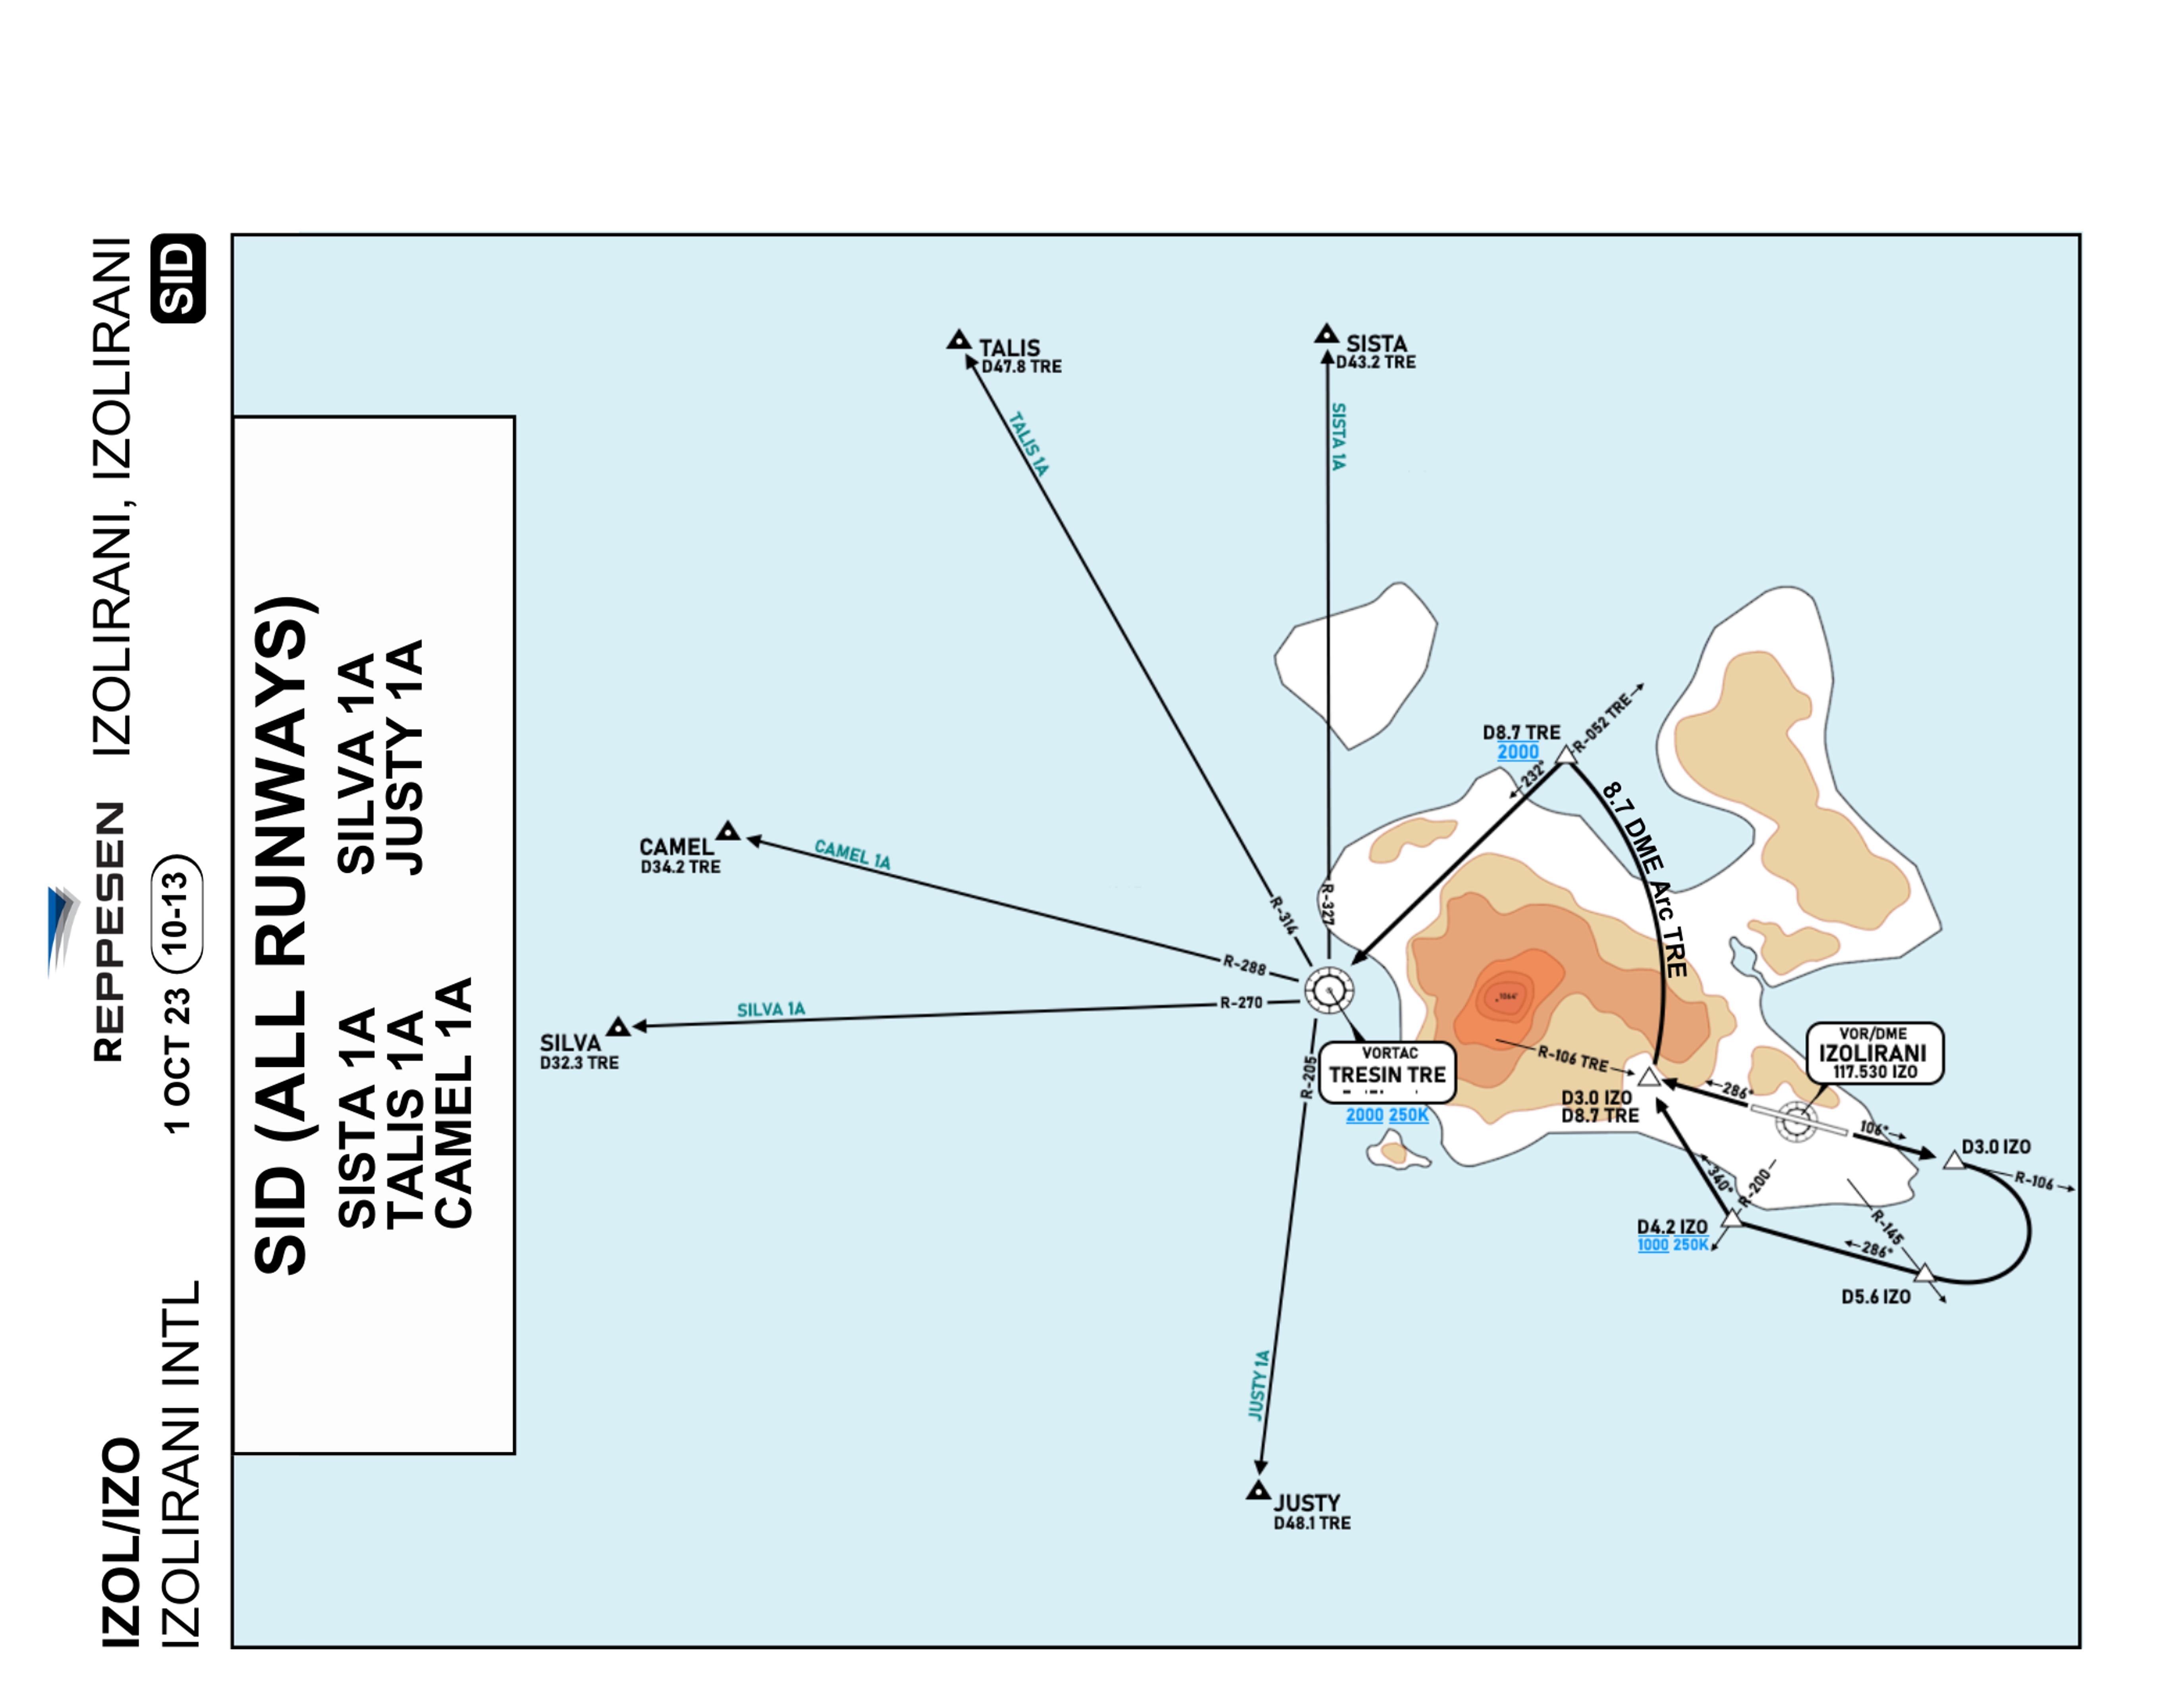 IZOL/IZO
IZOLIRANI INTL
REPPESEN
1 OCT 23
10-13
IZOLIRANI, IZOLIRANI
SID
SID (ALL RUNWAYS)
SISTA 1A
SILVA 1A
TALIS 1A
JUSTY 1A
CAMEL 1A
TALIS
D47.8 TRE
SISTA
D43.2 TRE
TALIS 1A
SISTA 1A
D8.7 TRE
2000
R-052 TRE
232°
8.7 DME Arc TRE
CAMEL
D34.2 TRE
CAMEL 1A
R-314
R-327
R-288
R-270
SILVA 1A
SILVA
D32.3 TRE
1064'
R-106 TRE
VORTAC
TRESIN TRE
2000 250K
R-205
VOR/DME
IZOLIRANI
117.530 IZO
286°
D3.0 IZO
D8.7 TRE
106°
D3.0 IZO
R-106
340°
R-200
R-145
D4.2 IZO
1000 250K
286°
D5.6 IZO
JUSTY 1A
JUSTY
D48.1 TRE